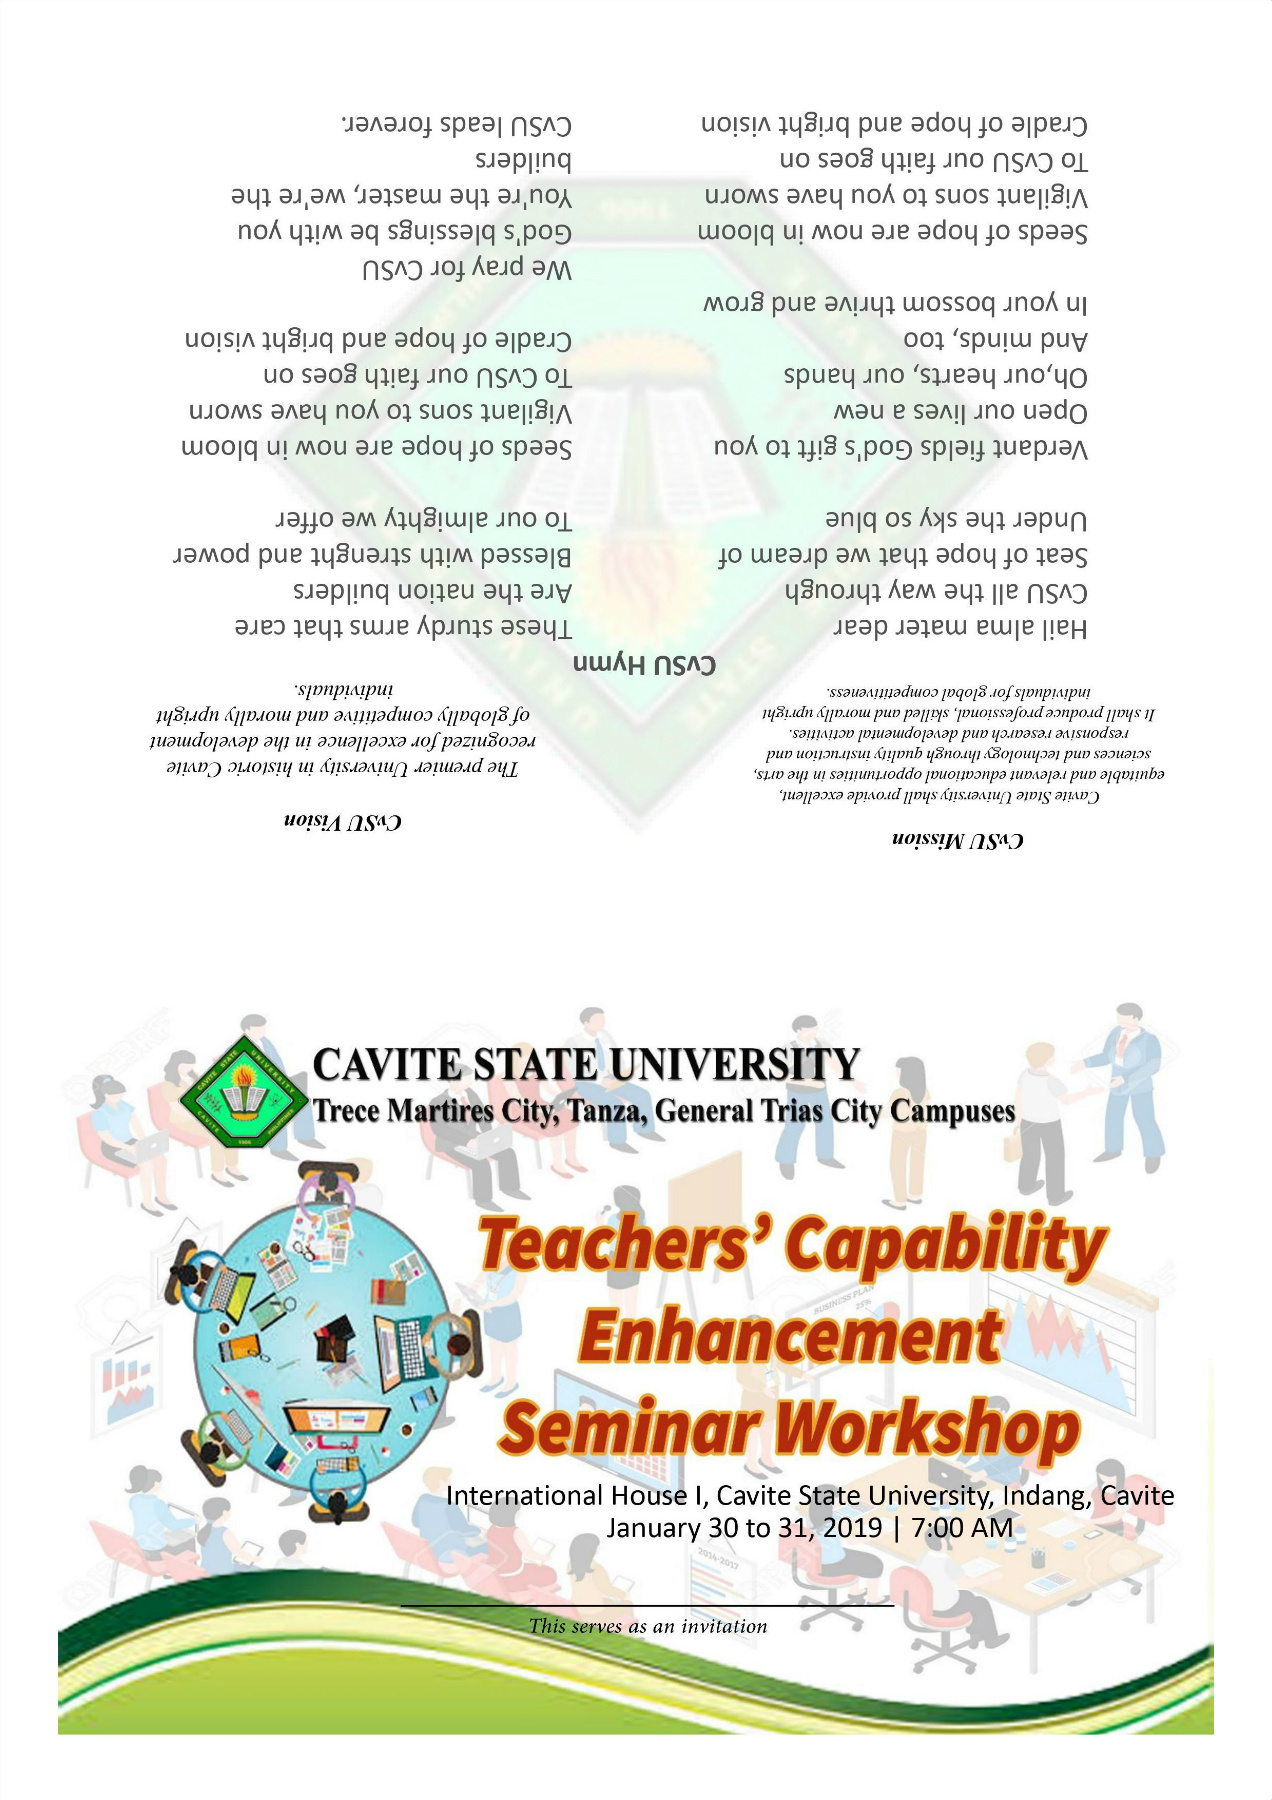 CAVITE STATE UNIVERSITY
Trece Martires City, Tanza, General Trias City Campuses
CAVITE STATE UNIVERSITY
CAVITE 1906 PHILIPPINES
Teachers’ Capability
Enhancement
Seminar Workshop
BUSINESS PLAN
25%
International House I, Cavite State University, Indang, Cavite
January 30 to 31, 2019 | 7:00 AM
2014-2017
This serves as an invitation
CvSU Mission
Cavite State University shall provide excellent,
equitable and relevant educational opportunities in the arts,
sciences and technology through quality instruction and
responsive research and developmental activities.
It shall produce professional, skilled and morally upright
individuals for global competitiveness.
CvSU Vision
The premier University in historic Cavite
recognized for excellence in the development
of globally competitive and morally upright
individuals.
CvSU Hymn
Hail alma mater dear
CvSU all the way through
Seat of hope that we dream of
Under the sky so blue
Verdant fields God's gift to you
Open our lives a new
Oh,our hearts, our hands
And minds, too
In your bossom thrive and grow
Seeds of hope are now in bloom
Vigilant sons to you have sworn
To CvSU our faith goes on
Cradle of hope and bright vision
These sturdy arms that care
Are the nation builders
Blessed with strenght and power
To our almighty we offer
Seeds of hope are now in bloom
Vigilant sons to you have sworn
To CvSU our faith goes on
Cradle of hope and bright vision
We pray for CvSU
God's blessings be with you
You're the master, we're the
builders
CvSU leads forever.
1906